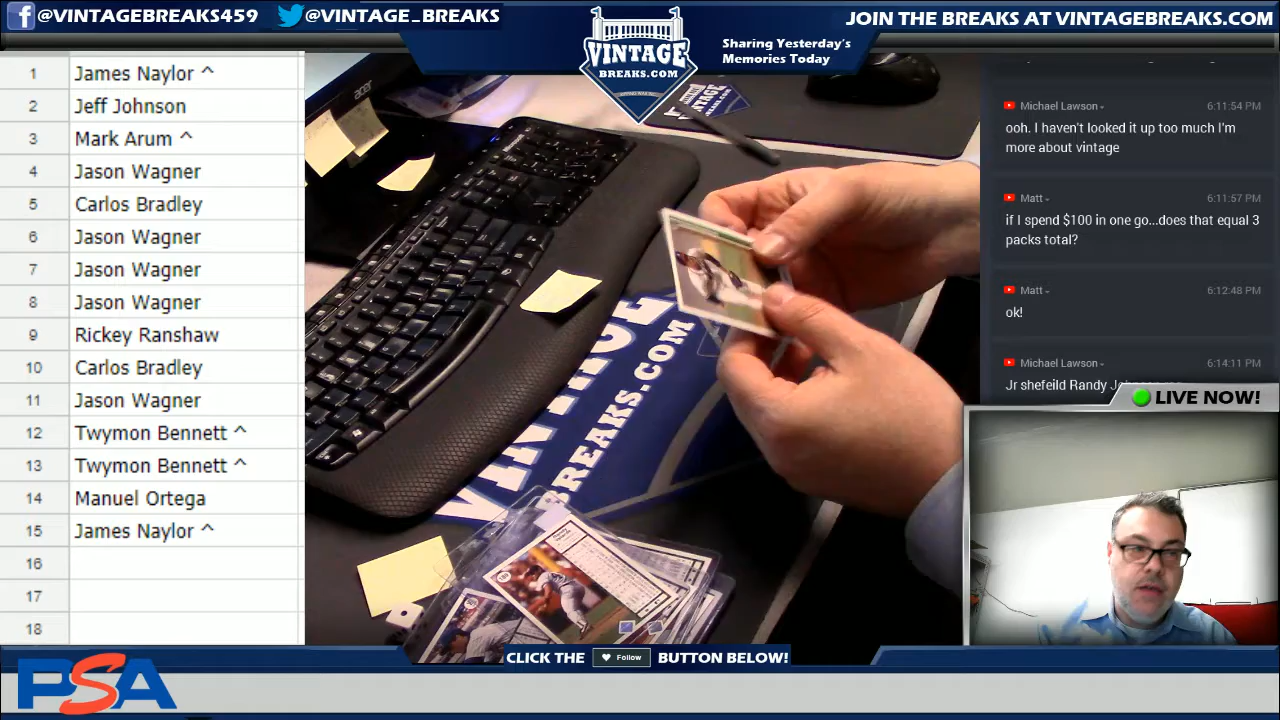 @VINTAGEBREAKS459
@VINTAGE_BREAKS
VINTAGE
BREAKS.COM
Sharing Yesterday's
Memories Today
JOIN THE BREAKS AT VINTAGEBREAKS.COM
1 James Naylor ^
2 Jeff Johnson
3 Mark Arum ^
4 Jason Wagner
5 Carlos Bradley
6 Jason Wagner
7 Jason Wagner
8 Jason Wagner
9 Rickey Ranshaw
10 Carlos Bradley
11 Jason Wagner
12 Twymon Bennett ^
13 Twymon Bennett ^
14 Manuel Ortega
15 James Naylor ^
16
17
18
acer
BREAKS.COM
Michael Lawson 6:11:54 PM
ooh. I haven't looked it up too much I'm
more about vintage
Matt 6:11:57 PM
if I spend $100 in one go...does that equal 3
packs total?
Matt 6:12:48 PM
ok!
Michael Lawson 6:14:11 PM
Jr shefeild Randy
LIVE NOW!
CLICK THE Follow BUTTON BELOW!
PSA